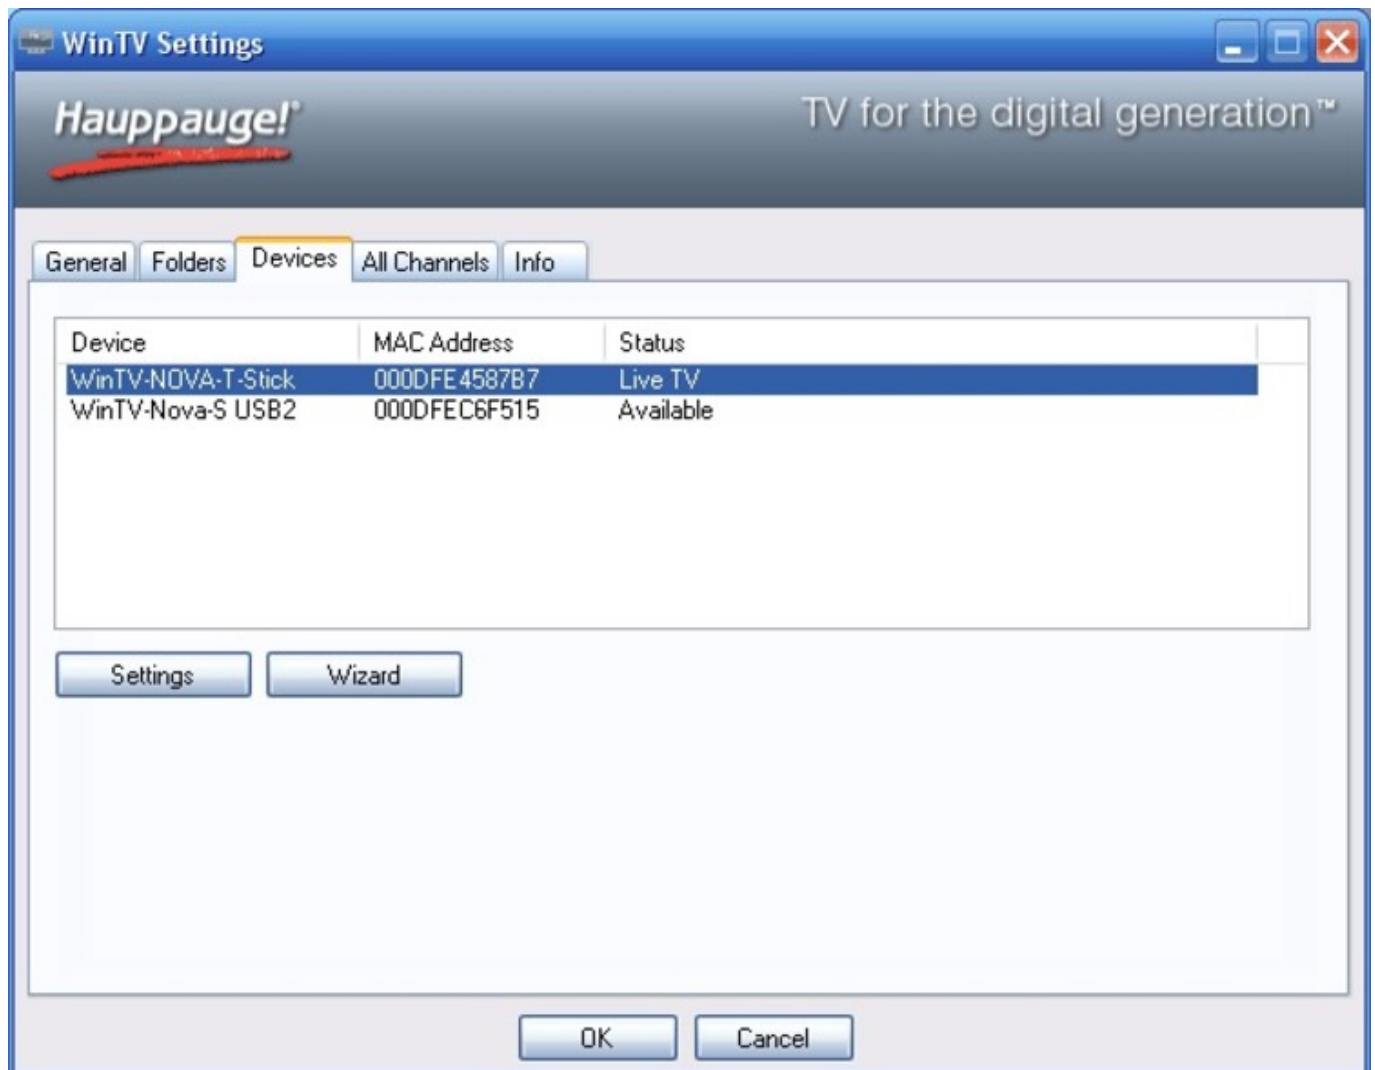 WinTV Settings
Hauppauge!® TV for the digital generation™
General Folders Devices All Channels Info
Device MAC Address Status
WinTV-NOVA-T-Stick 000DFE4587B7 Live TV
WinTV-Nova-S USB2 000DFEC6F515 Available
Settings Wizard
OK Cancel